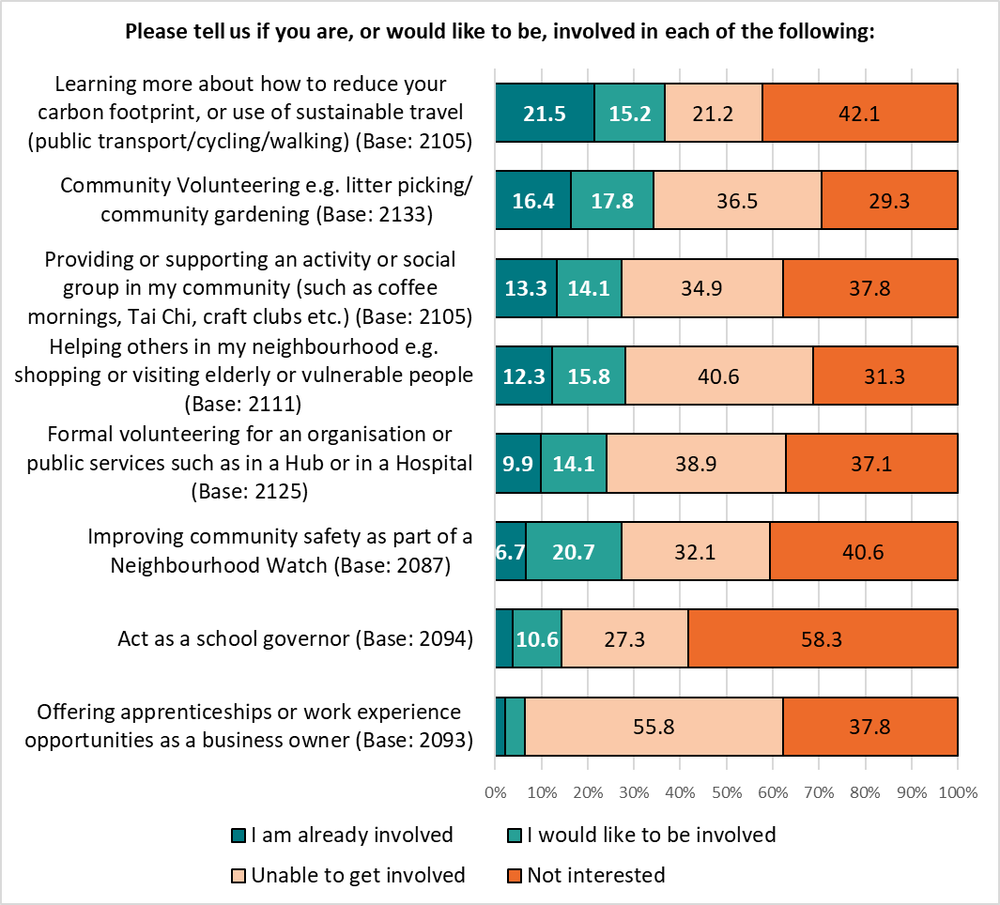 Please tell us if you are, or would like to be, involved in each of the following:
Learning more about how to reduce your
carbon footprint, or use of sustainable travel
(public transport/cycling/walking) (Base: 2105)
21.5 15.2 21.2 42.1
Community Volunteering e.g. litter picking/
community gardening (Base: 2133)
16.4 17.8 36.5 29.3
Providing or supporting an activity or social
group in my community (such as coffee
mornings, Tai Chi, craft clubs etc.) (Base: 2105)
13.3 14.1 34.9 37.8
Helping others in my neighbourhood e.g.
shopping or visiting elderly or vulnerable people
(Base: 2111)
12.3 15.8 40.6 31.3
Formal volunteering for an organisation or
public services such as in a Hub or in a Hospital
(Base: 2125)
9.9 14.1 38.9 37.1
Improving community safety as part of a
Neighbourhood Watch (Base: 2087)
6.7 20.7 32.1 40.6
Act as a school governor (Base: 2094)
10.6 27.3 58.3
Offering apprenticeships or work experience
opportunities as a business owner (Base: 2093)
55.8 37.8
0% 10% 20% 30% 40% 50% 60% 70% 80% 90% 100%
I am already involved
I would like to be involved
Unable to get involved
Not interested